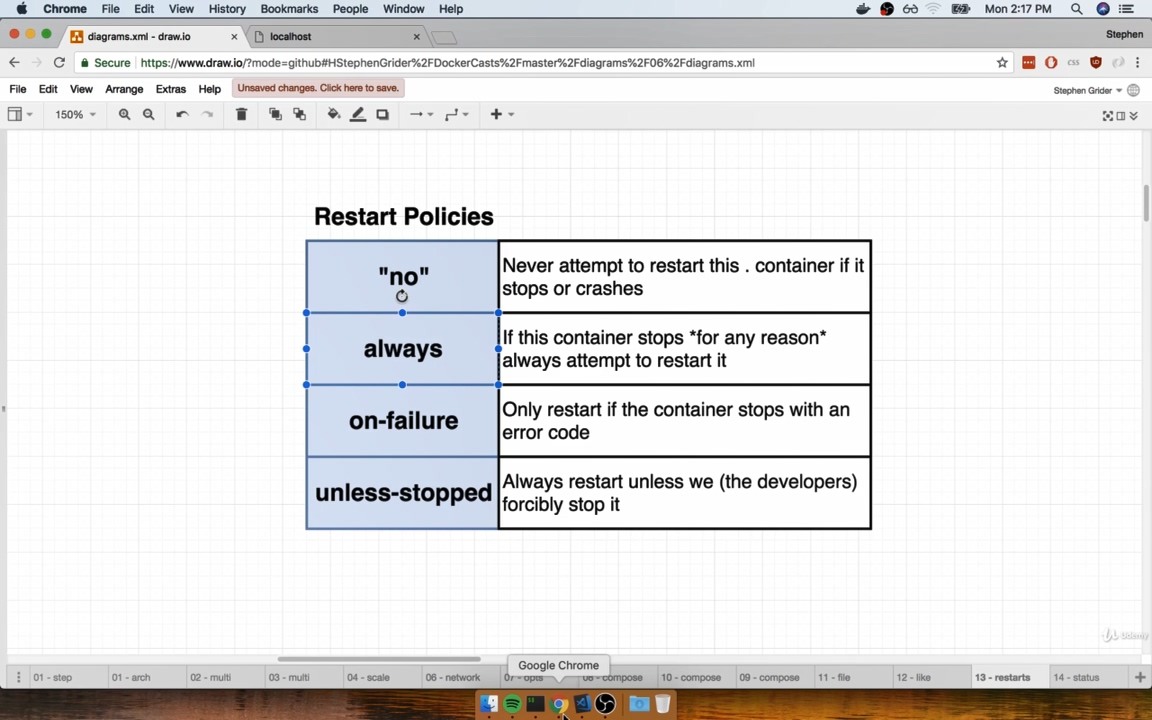 Chrome File Edit View History Bookmarks People Window Help Mon 2:17 PM
diagrams.xml - draw.io localhost Stephen
Secure https://www.draw.io/?mode=github#HStephenGrider%2FDockerCasts%2Fmaster%2Fdiagrams%2F06%2Fdiagrams.xml
File Edit View Arrange Extras Help Unsaved changes. Click here to save. Stephen Grider
150%
Restart Policies
"no" Never attempt to restart this . container if it
stops or crashes
always If this container stops *for any reason*
always attempt to restart it
on-failure Only restart if the container stops with an
error code
unless-stopped Always restart unless we (the developers)
forcibly stop it
Udemy
Google Chrome
01 - step 01 - arch 02 - multi 03 - multi 04 - scale 06 - network 07 - opts 08 - compose 10 - compose 09 - compose 11 - file 12 - like 13 - restarts 14 - status